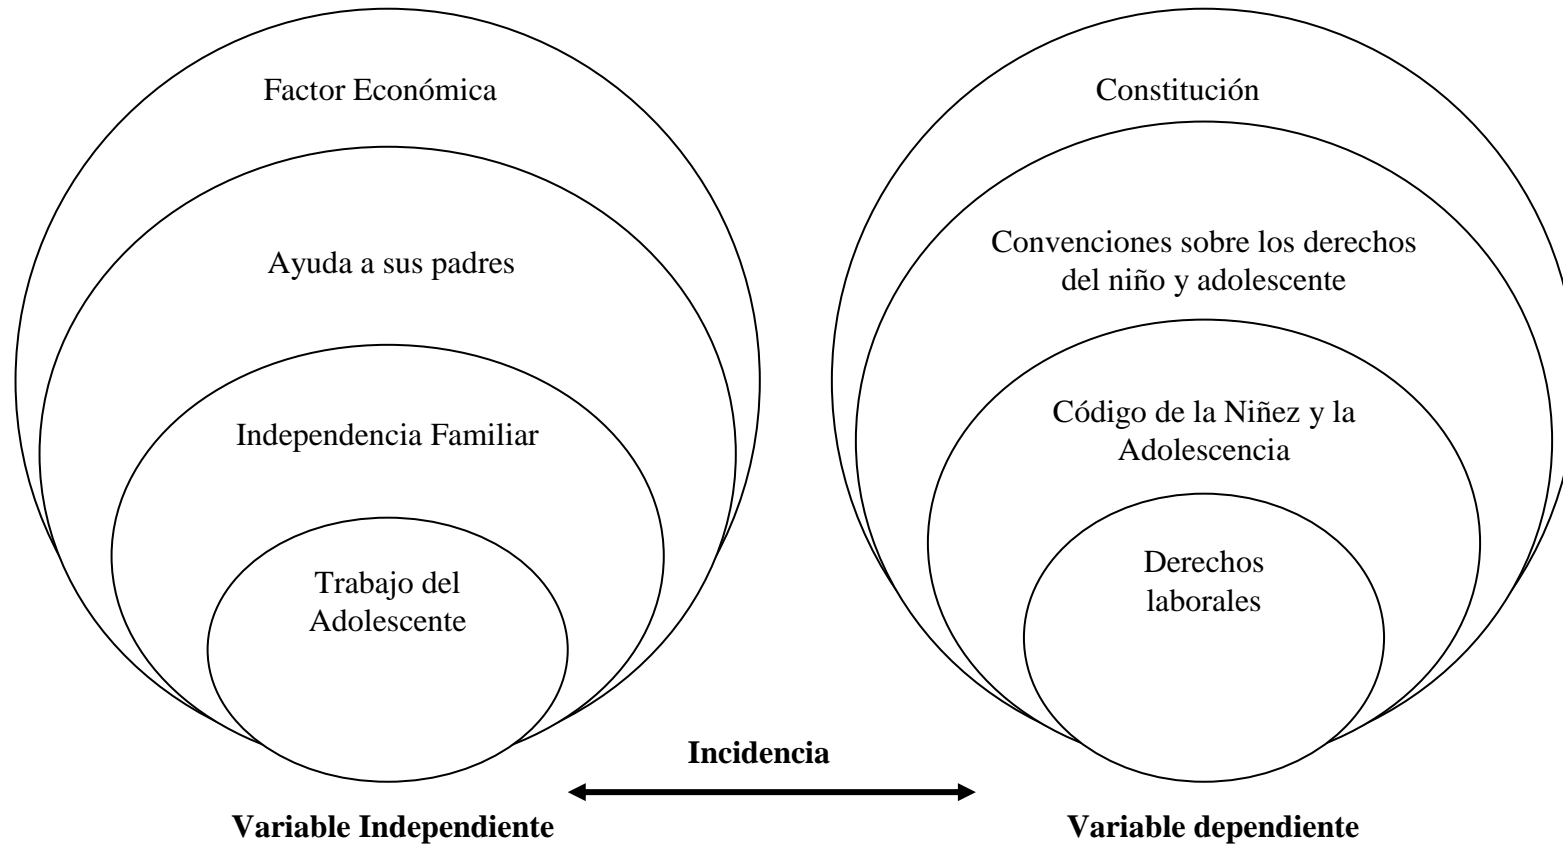 Factor Económica
Ayuda a sus padres
Independencia Familiar
Trabajo del
Adolescente
Constitución
Convenciones sobre los derechos
del niño y adolescente
Código de la Niñez y la
Adolescencia
Derechos
laborales
Incidencia
Variable Independiente
Variable dependiente